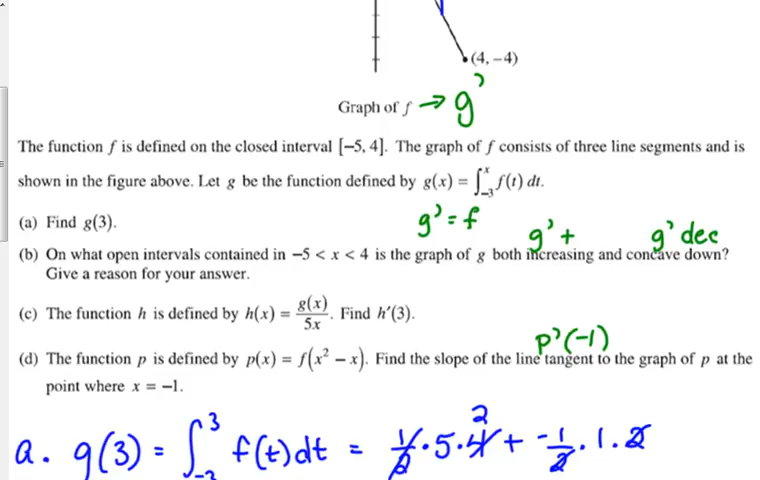 (4, −4)
Graph of f → g'
The function f is defined on the closed interval [−5, 4]. The graph of f consists of three line segments and is
shown in the figure above. Let g be the function defined by g(x) = ∫₋₃ˣ f(t) dt.
(a) Find g(3).
g' = f
g' +
g' dec
(b) On what open intervals contained in −5 < x < 4 is the graph of g both increasing and concave down?
Give a reason for your answer.
(c) The function h is defined by h(x) = g(x)/5x. Find h′(3).
p'(-1)
(d) The function p is defined by p(x) = f(x² − x). Find the slope of the line tangent to the graph of p at the
point where x = −1.
2
a. g(3) = ∫₋₃³ f(t)dt = 1/2 · 5 · 4 + -1/2 · 1 · 2